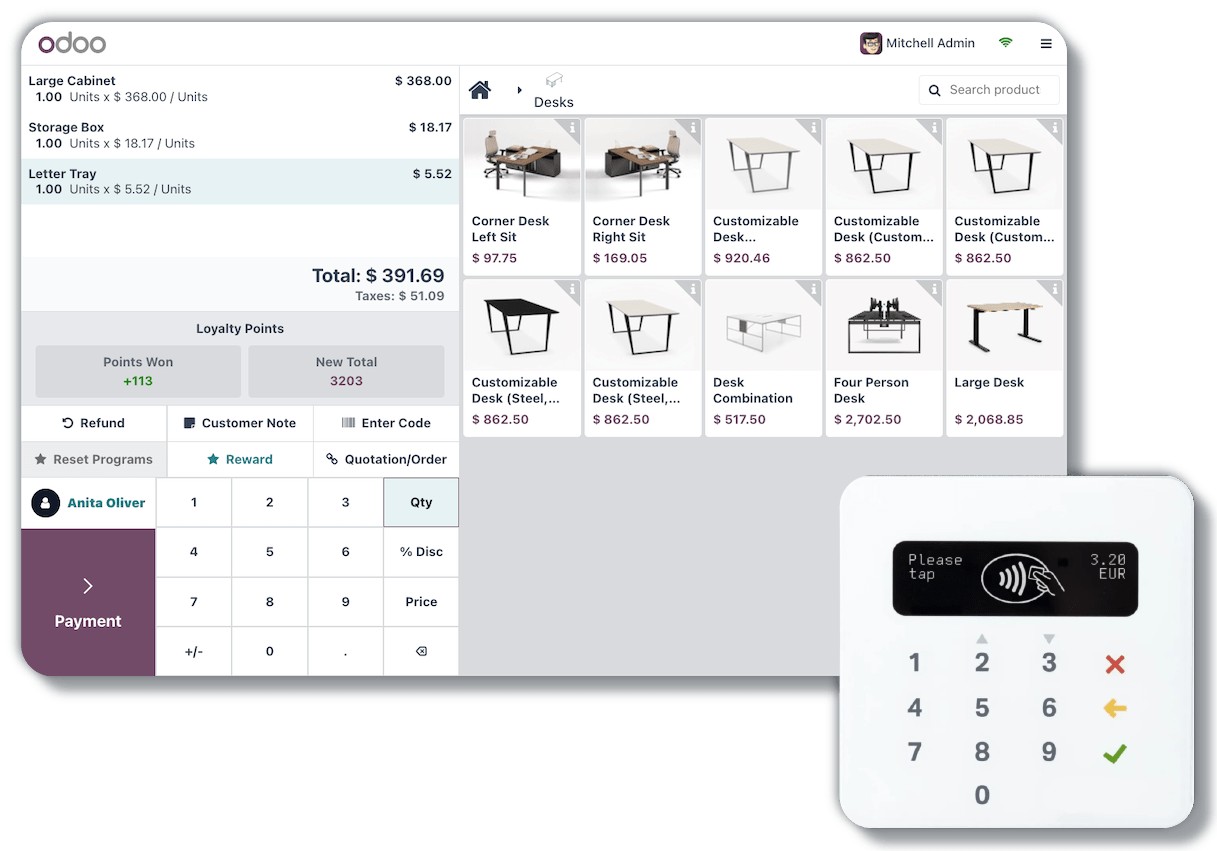 odoo
Mitchell Admin
Large Cabinet $ 368.00
1.00 Units x $ 368.00 / Units
Storage Box $ 18.17
1.00 Units x $ 18.17 / Units
Letter Tray $ 5.52
1.00 Units x $ 5.52 / Units
Total: $ 391.69
Taxes: $ 51.09
Loyalty Points
Points Won New Total
+113 3203
Refund Customer Note Enter Code
Reset Programs Reward Quotation/Order
Anita Oliver
Payment
1 2 3 Qty
4 5 6 % Disc
7 8 9 Price
+/- 0 .
Desks
Search product
Corner Desk
Left Sit
$ 97.75
Corner Desk
Right Sit
$ 169.05
Customizable
Desk...
$ 920.46
Customizable
Desk (Custom...
$ 862.50
Customizable
Desk (Custom...
$ 862.50
Customizable
Desk (Steel,...
$ 862.50
Customizable
Desk (Steel,...
$ 862.50
Desk
Combination
$ 517.50
Four Person
Desk
$ 2,702.50
Large Desk
$ 2,068.85
Please 3.20
tap EUR
1 2 3
4 5 6
7 8 9
0